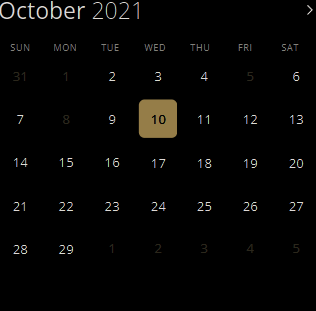 October 2021 >
SUN MON TUE WED THU FRI SAT
31 1 2 3 4 5 6
7 8 9 10 11 12 13
14 15 16 17 18 19 20
21 22 23 24 25 26 27
28 29 1 2 3 4 5